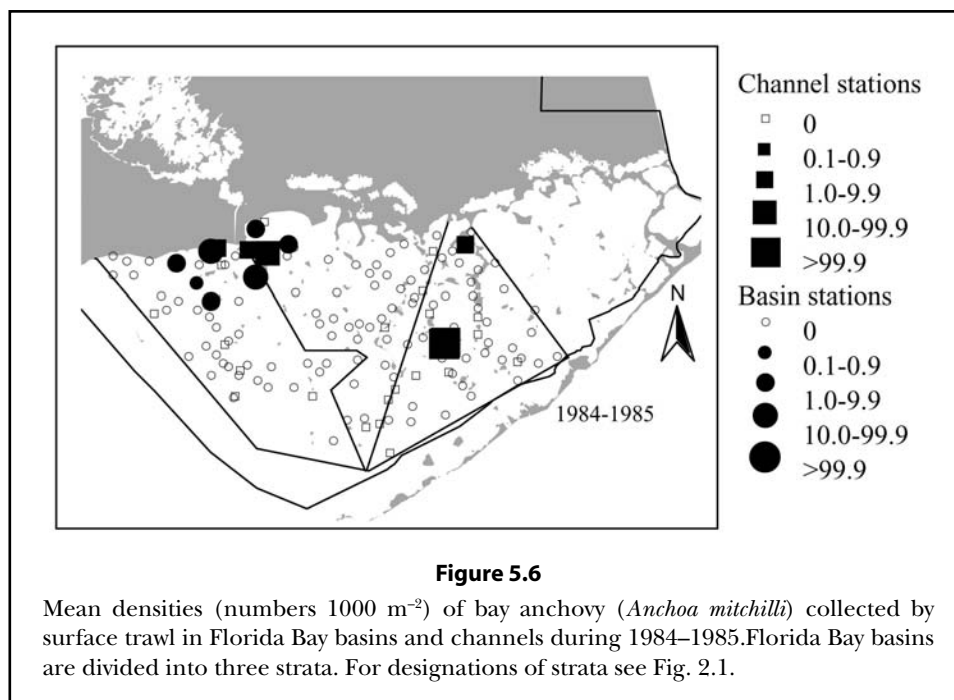 Channel stations
0
0.1-0.9
1.0-9.9
10.0-99.9
>99.9
N
Basin stations
0
0.1-0.9
1.0-9.9
10.0-99.9
>99.9
1984-1985
Figure 5.6
Mean densities (numbers 1000 m⁻²) of bay anchovy (Anchoa mitchilli) collected by
surface trawl in Florida Bay basins and channels during 1984–1985.Florida Bay basins
are divided into three strata. For designations of strata see Fig. 2.1.